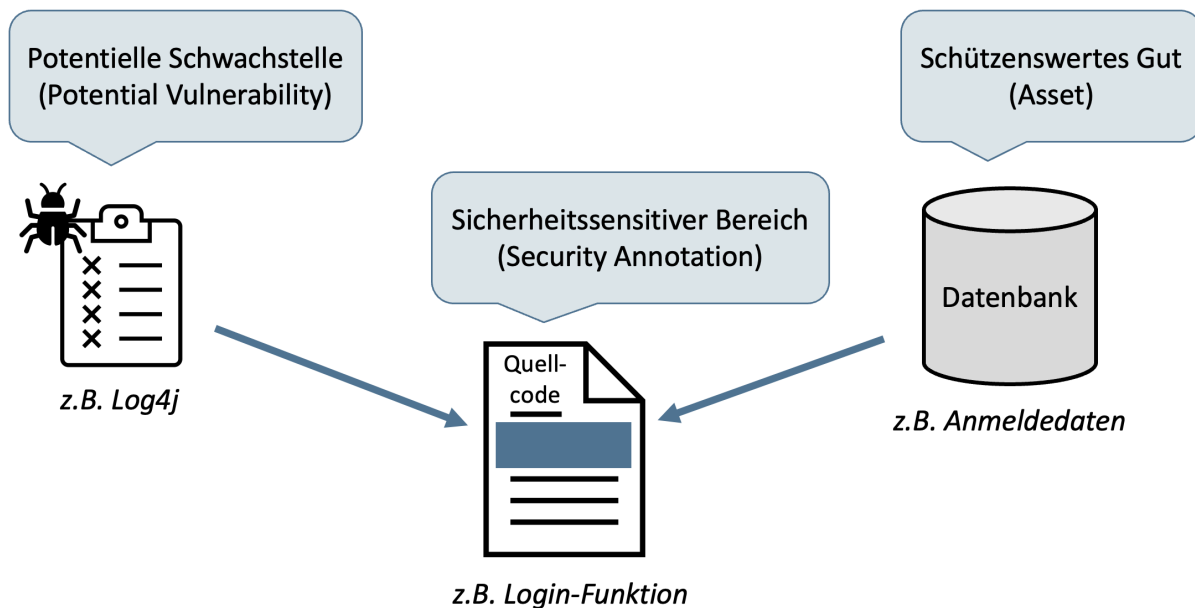 Potentielle Schwachstelle
(Potential Vulnerability)
Schützenswertes Gut
(Asset)
Sicherheitssensitiver Bereich
(Security Annotation)
Datenbank
Quell-
code
z.B. Log4j
z.B. Anmeldedaten
z.B. Login-Funktion